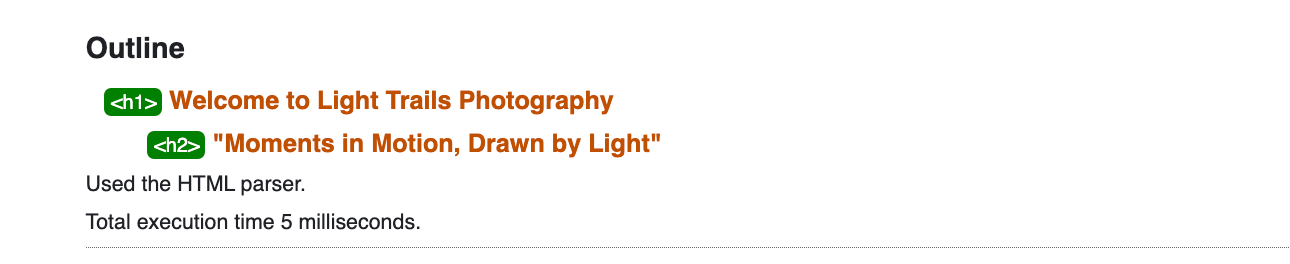 Outline
<h1> Welcome to Light Trails Photography
<h2> "Moments in Motion, Drawn by Light"
Used the HTML parser.
Total execution time 5 milliseconds.